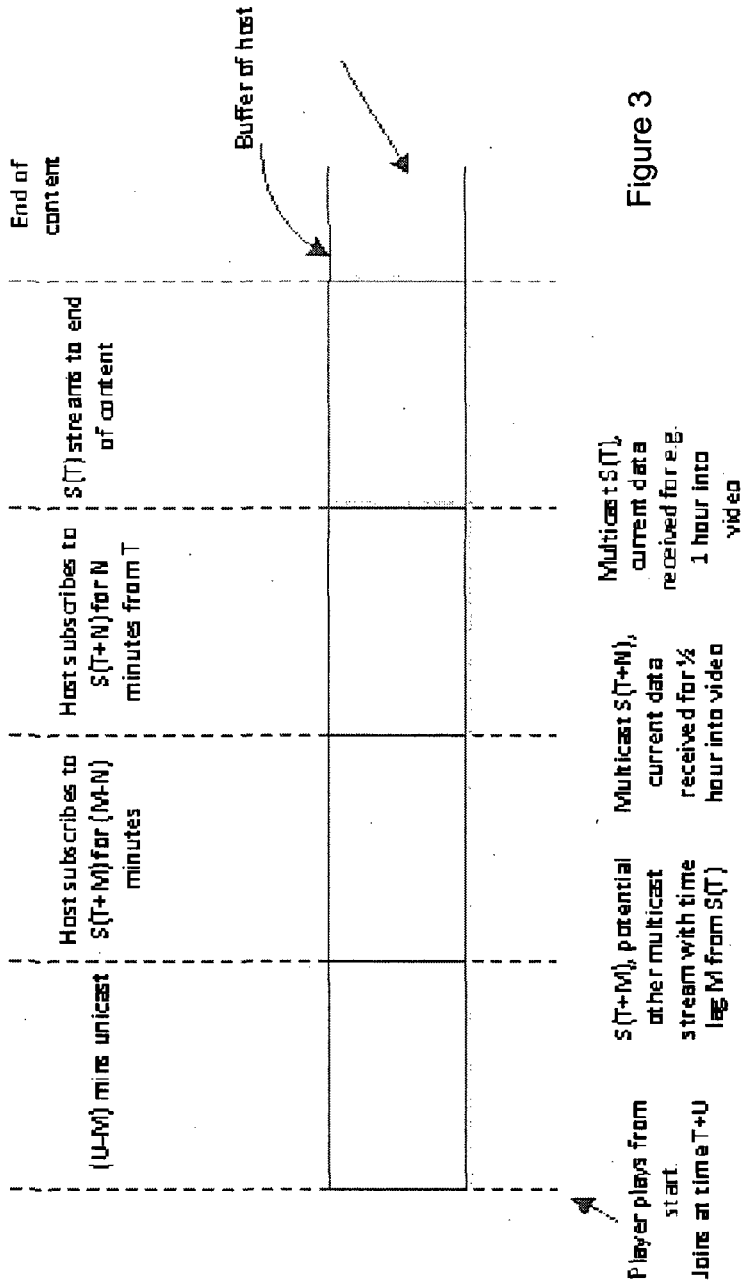 (U-M) mins unicast
Host subscribes to
S(T+M) for (M-N)
minutes
Host subscribes to
S(T+N) for N
minutes from T
S(T) streams to end
of content
End of
content
Buffer of host
Player plays from
start
Joins at time T+U
S(T+M), potential
other multicast
stream with time
lag M from S(T)
Multicast S(T+N),
current data
received for ½
hour into video
Multicast S(T),
current data
received for e.g.
1 hour into
video
Figure 3